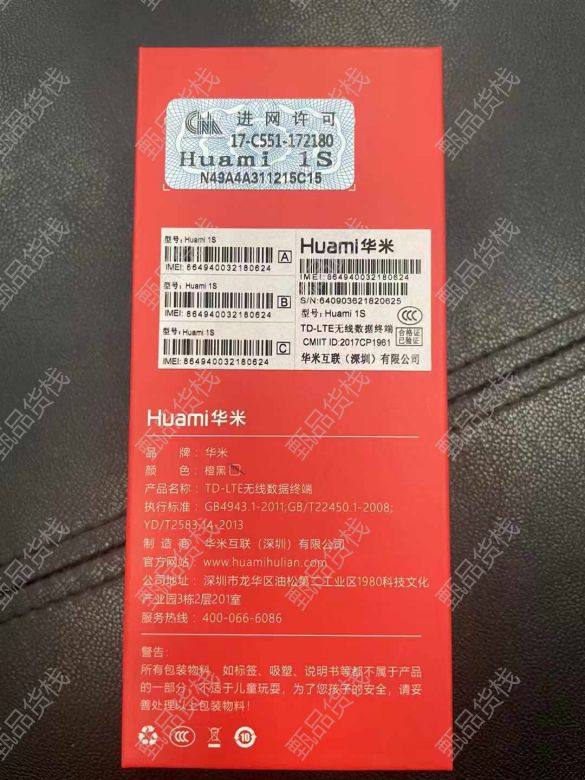 CMA 进网许可
17-C551-172180
Huami 1S
N49A4A311215C15
型号: Huami 1S
IMEI: 864940032180624
A
型号: Huami 1S
IMEI: 864940032180624
B
型号: Huami 1S
IMEI: 864940032180624
C
Huami华米
IMEI: 864940032180624
S/N:640903621820625
型号: Huami 1S
TD-LTE无线数据终端
CMIIT ID:2017CP1961
华米互联（深圳）有限公司
CCC
合格证
已验证
Huami华米
品 牌：华米
颜 色：橙黑
产品名称：TD-LTE无线数据终端
执行标准：GB4943.1-2011;GB/T22450.1-2008;
YD/T2583.14-2013
制 造 商：华米互联（深圳）有限公司
官方网站：www.huamihulian.com
公司地址：深圳市龙华区油松第二工业区1980科技文化
产业园3栋2层201室
服务热线：400-066-6086
警告:
所有包装物料，如标签、吸塑、说明书等都不属于产品
的一部分，不适于儿童玩耍，为了您孩子的安全，请妥
善处理以上包装物料!
CCC
10
甄品货栈